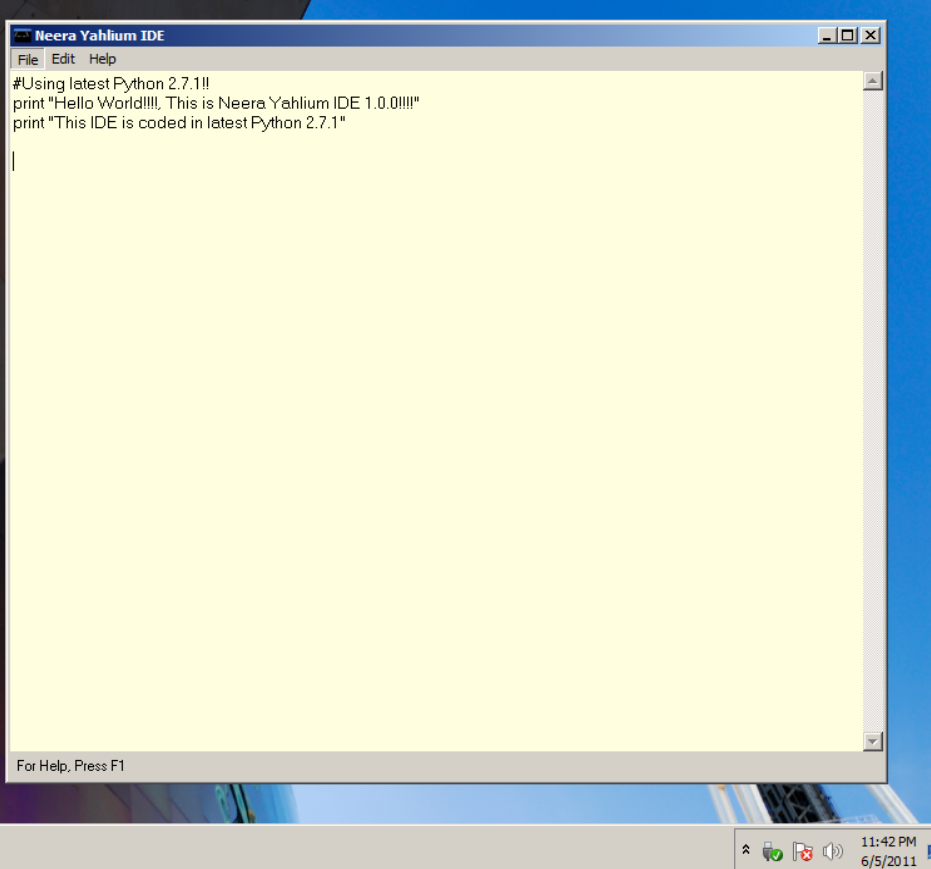 Neera Yahlium IDE
File Edit Help
#Using latest Python 2.7.1!!
print "Hello World!!!!, This is Neera Yahlium IDE 1.0.0!!!!"
print "This IDE is coded in latest Python 2.7.1"
For Help, Press F1
11:42 PM
6/5/2011